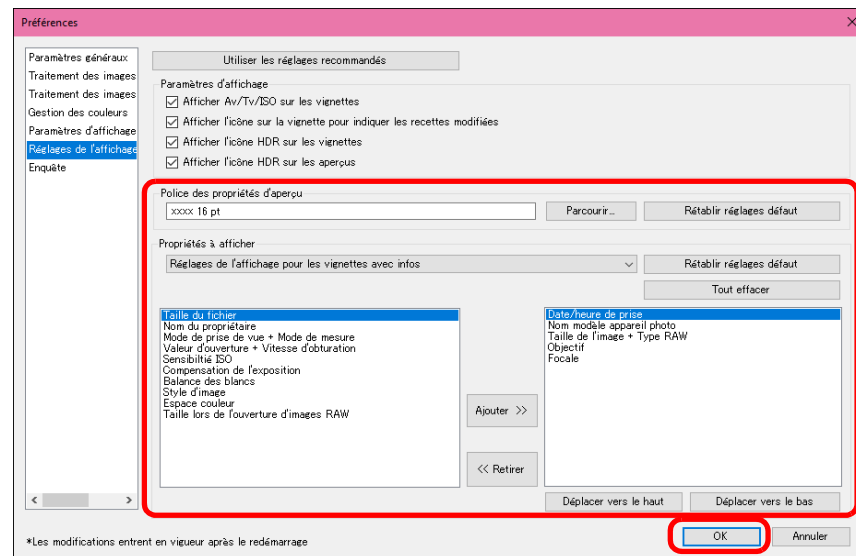 Préférences
Paramètres généraux
Traitement des images
Traitement des images
Gestion des couleurs
Paramètres d'affichage
Réglages de l'affichage
Enquête
Utiliser les réglages recommandés
Paramètres d'affichage
Afficher Av/Tv/ISO sur les vignettes
Afficher l'icône sur la vignette pour indiquer les recettes modifiées
Afficher l'icône HDR sur les vignettes
Afficher l'icône HDR sur les aperçus
Police des propriétés d'aperçu
xxxx 16 pt
Parcourir...
Rétablir réglages défaut
Propriétés à afficher
Réglages de l'affichage pour les vignettes avec infos
Rétablir réglages défaut
Tout effacer
Taille du fichier
Nom du propriétaire
Mode de prise de vue + Mode de mesure
Valeur d'ouverture + Vitesse d'obturation
Sensibiltié ISO
Compensation de l'exposition
Balance des blancs
Style d'image
Espace couleur
Taille lors de l'ouverture d'images RAW
Ajouter >>
<< Retirer
Date/heure de prise
Nom modèle appareil photo
Taille de l'image + Type RAW
Objectif
Focale
Déplacer vers le haut
Déplacer vers le bas
*Les modifications entrent en vigueur après le redémarrage
OK
Annuler